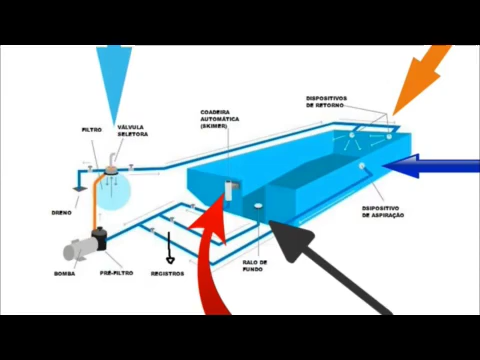 DISPOSITIVOS
DE RETORNO
COADEIRA
AUTOMÁTICA
(SKIMER)
FILTRO
VÁLVULA
SELETORA
DRENO
DSIPOSITIVO
DE ASPIRAÇÃO
BOMBA
PRÉ-FILTRO
REGISTROS
RALO DE
FUNDO